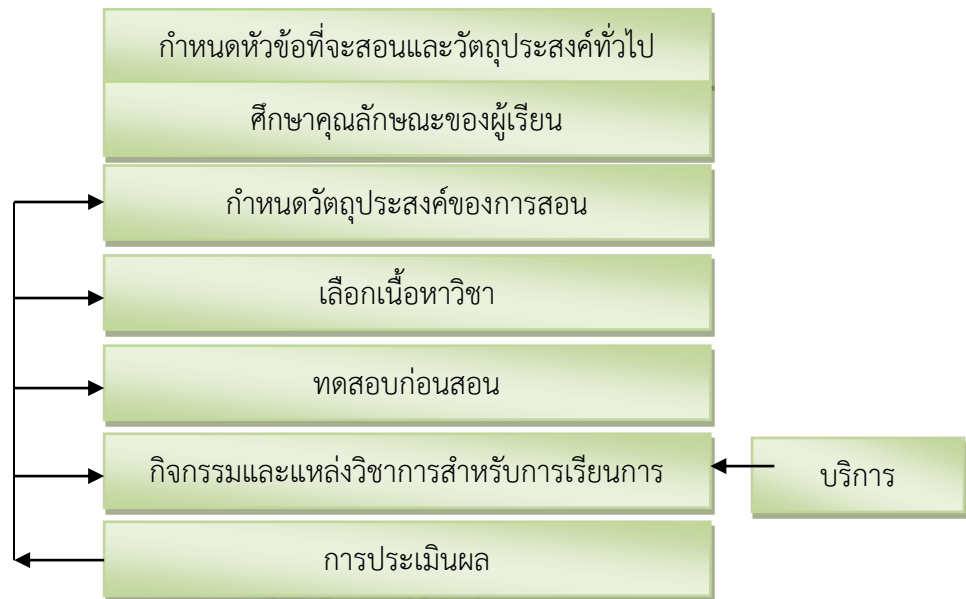 กำหนดหัวข้อที่จะสอนและวัตถุประสงค์ทั่วไป
ศึกษาคุณลักษณะของผู้เรียน
กำหนดวัตถุประสงค์ของการสอน
เลือกเนื้อหาวิชา
ทดสอบก่อนสอน
กิจกรรมและแหล่งวิชาการสำหรับการเรียนการ
บริการ
การประเมินผล